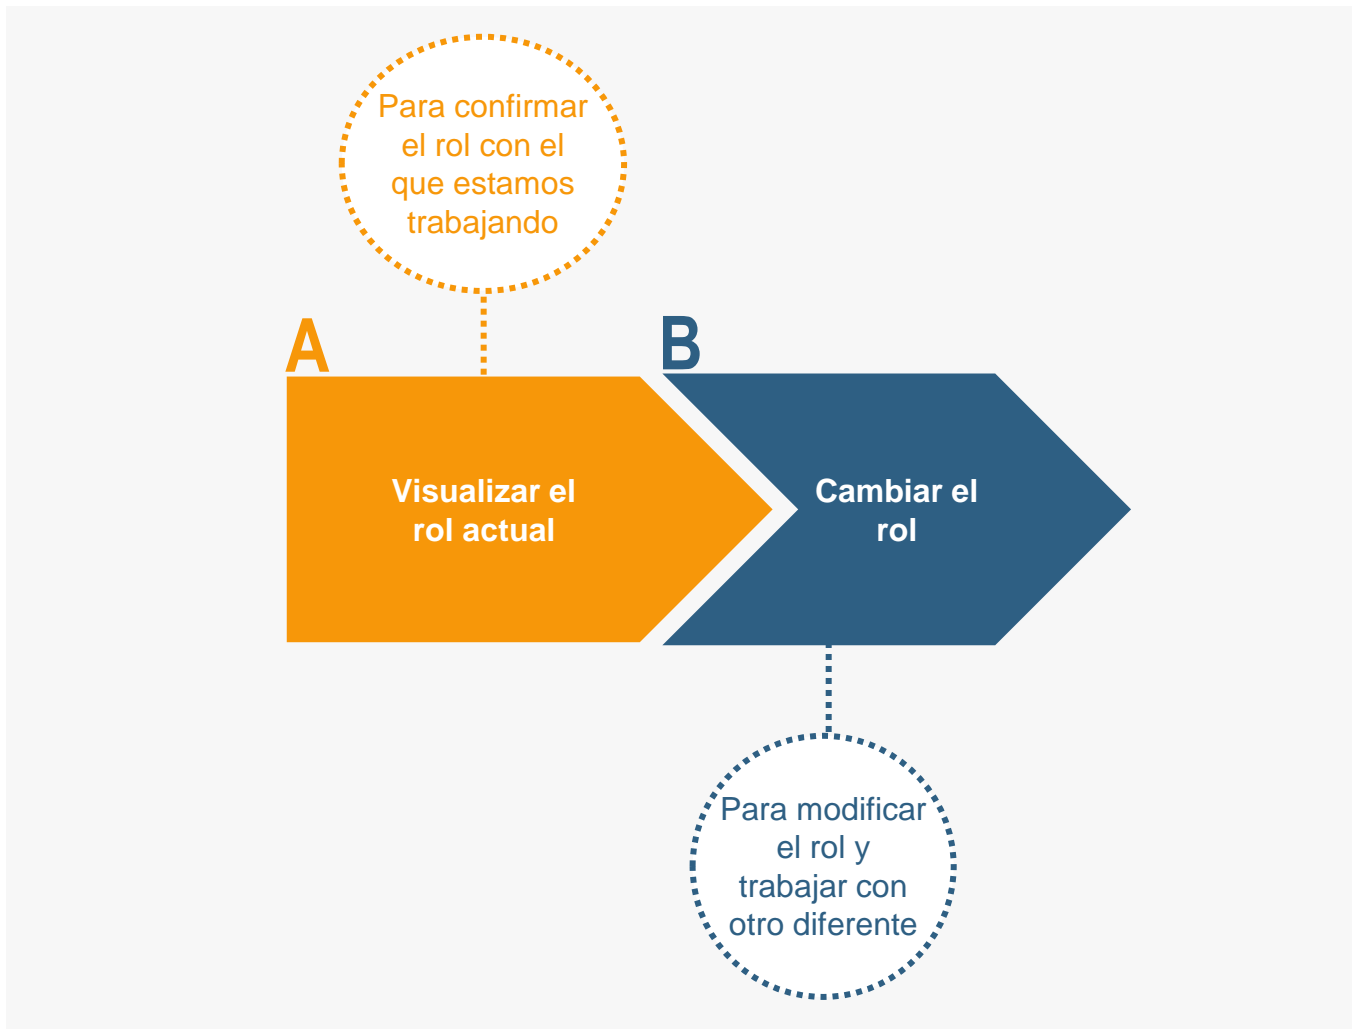 Para confirmar
el rol con el
que estamos
trabajando
A
B
Visualizar el
rol actual
Cambiar el
rol
Para modificar
el rol y
trabajar con
otro diferente